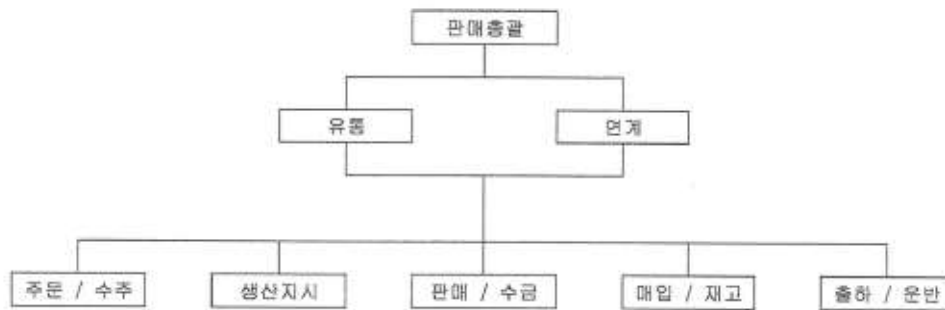 판매총괄
유통
연계
주문 / 수주
생산지시
판매 / 수금
매입 / 재고
출하 / 운반